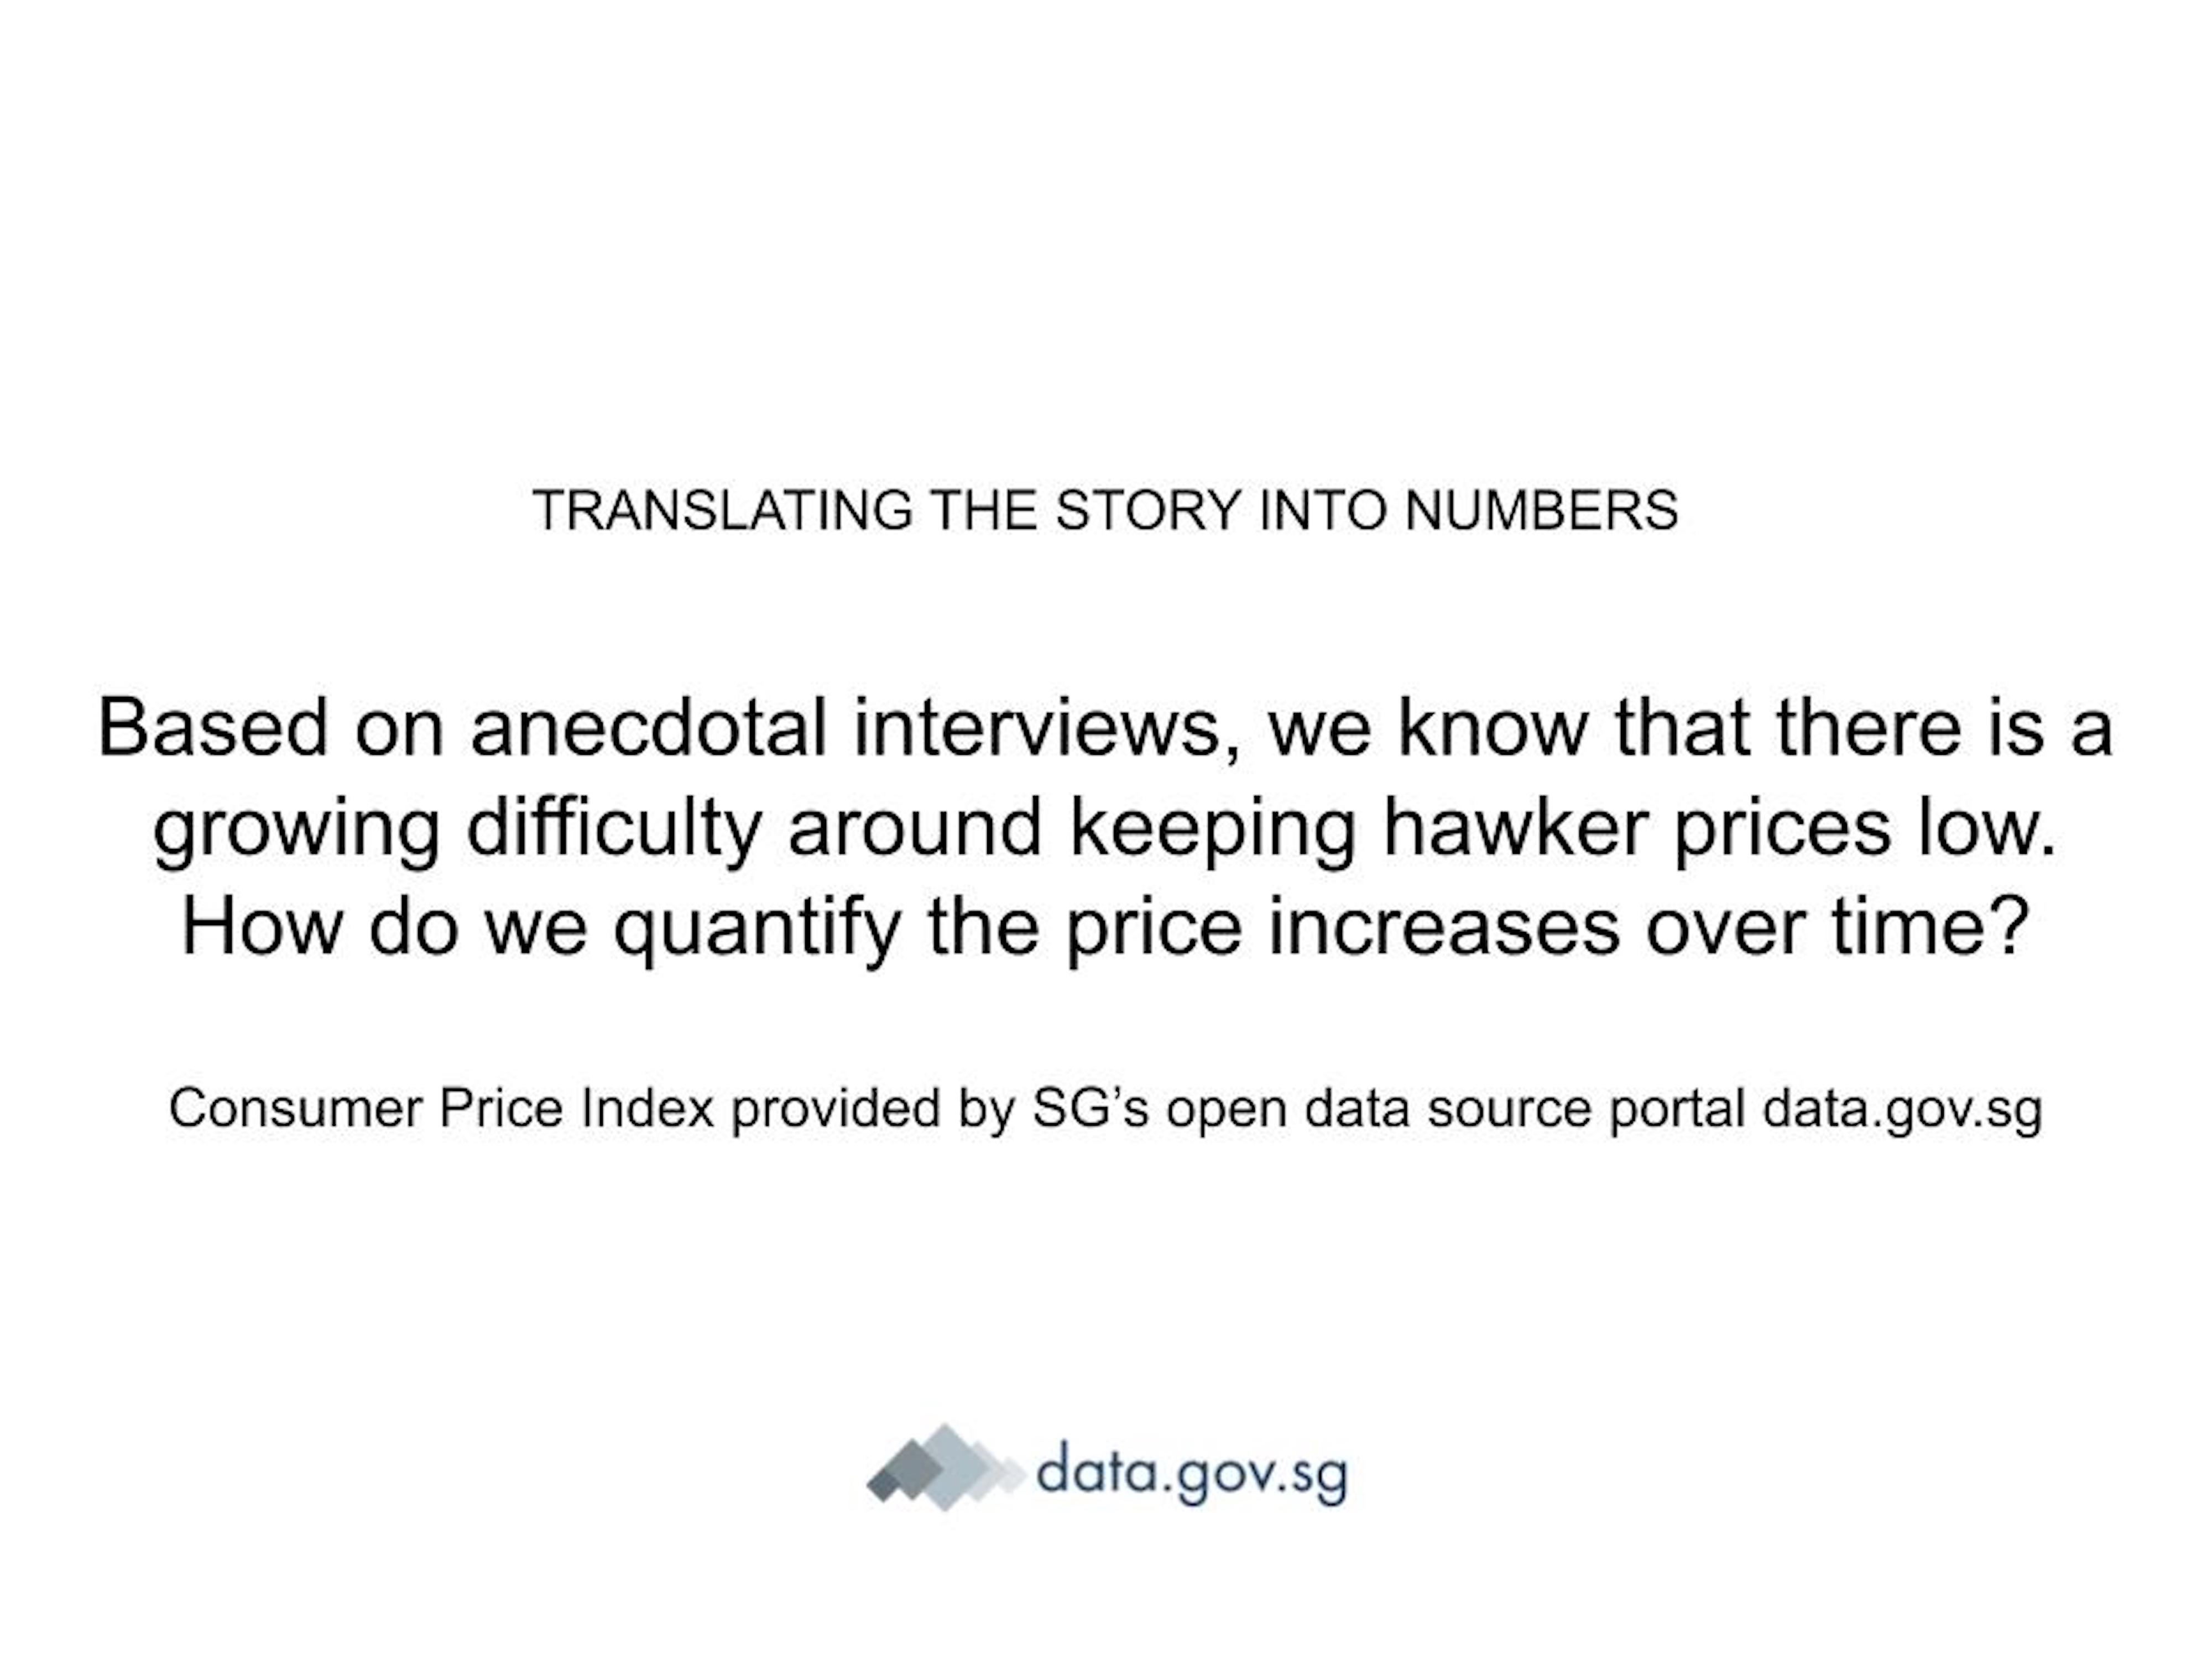 TRANSLATING THE STORY INTO NUMBERS
Based on anecdotal interviews, we know that there is a
growing difficulty around keeping hawker prices low.
How do we quantify the price increases over time?
Consumer Price Index provided by SG’s open data source portal data.gov.sg
data.gov.sg